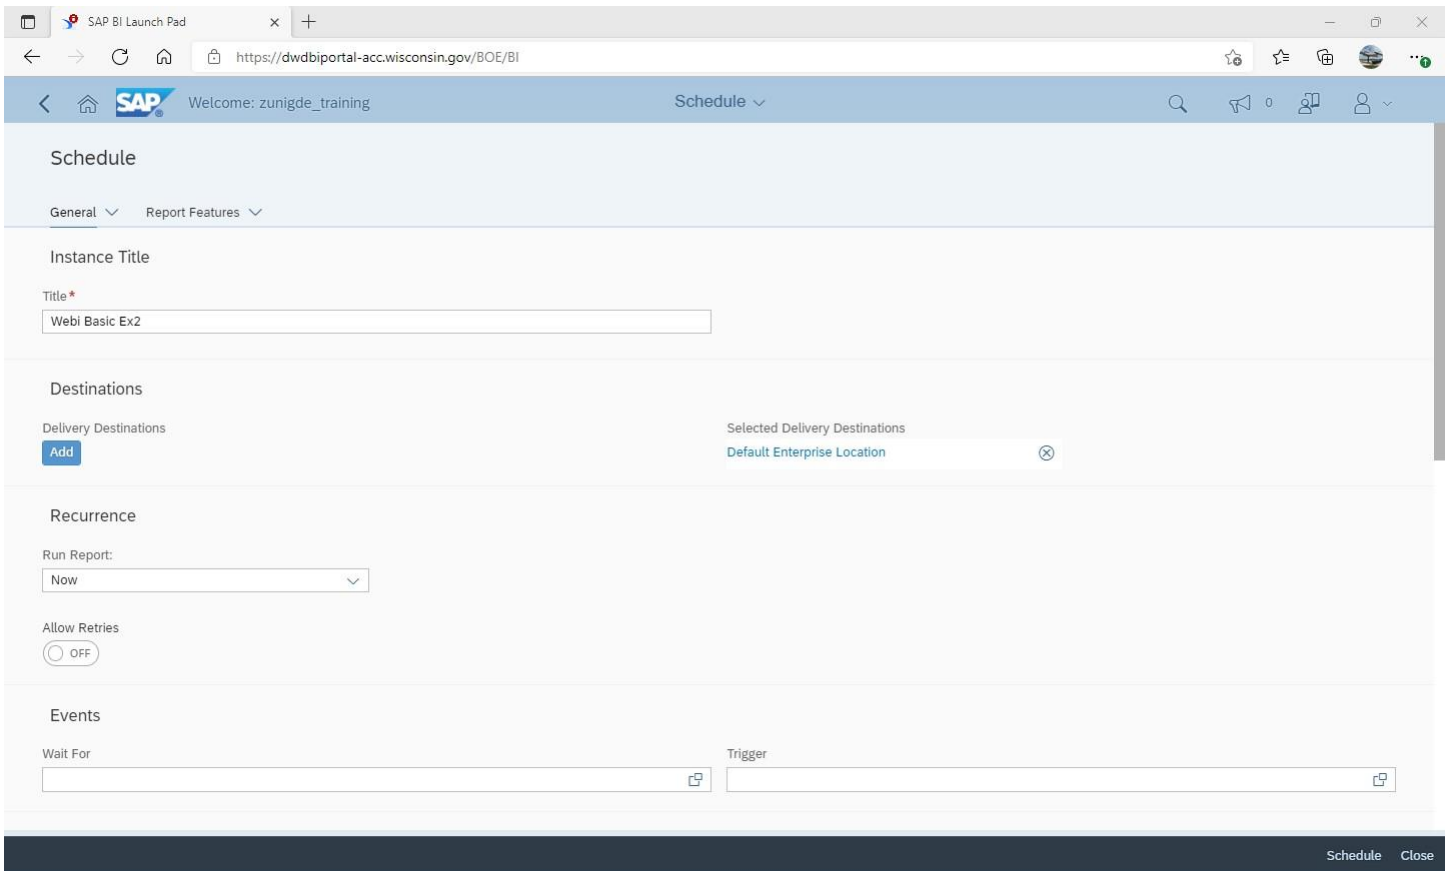 SAP BI Launch Pad
https://dwdbiportal-acc.wisconsin.gov/BOE/BI
SAP Welcome: zunigde_training Schedule 0
Schedule
General Report Features
Instance Title
Title*
Webi Basic Ex2
Destinations
Delivery Destinations Selected Delivery Destinations
Add Default Enterprise Location
Recurrence
Run Report:
Now
Allow Retries
OFF
Events
Wait For Trigger
Schedule Close